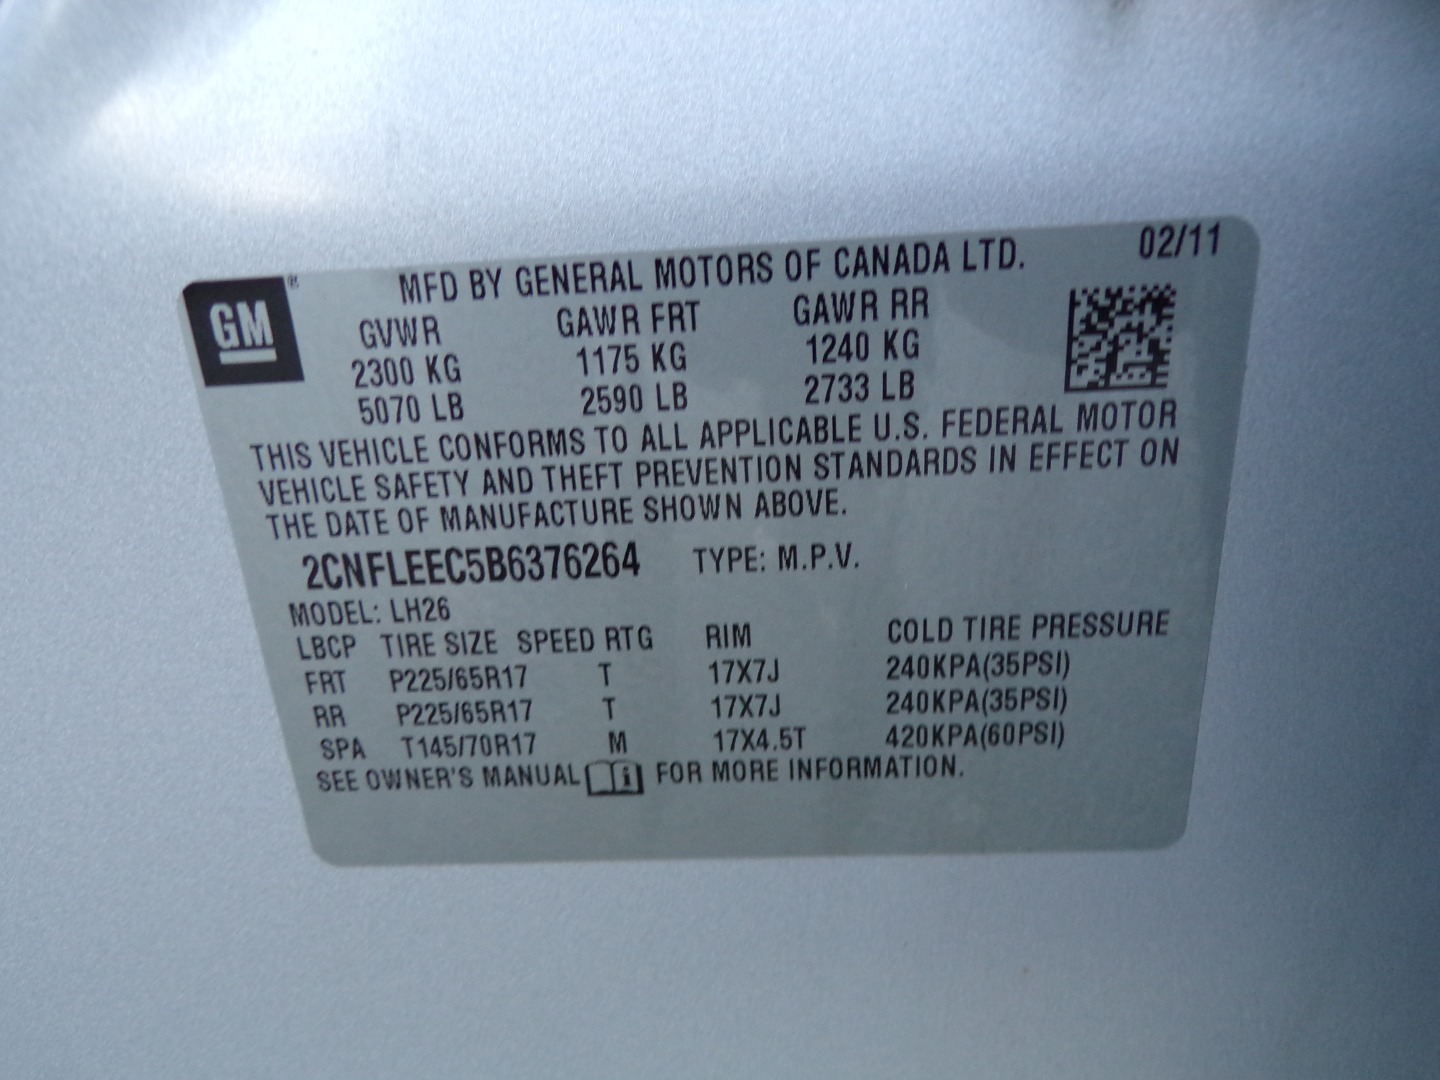 GM ® MFD BY GENERAL MOTORS OF CANADA LTD. 02/11
GVWR GAWR FRT GAWR RR
2300 KG 1175 KG 1240 KG
5070 LB 2590 LB 2733 LB
THIS VEHICLE CONFORMS TO ALL APPLICABLE U.S. FEDERAL MOTOR
VEHICLE SAFETY AND THEFT PREVENTION STANDARDS IN EFFECT ON
THE DATE OF MANUFACTURE SHOWN ABOVE.
2CNFLEEC5B6376264 TYPE: M.P.V.
MODEL: LH26
LBCP TIRE SIZE SPEED RTG RIM COLD TIRE PRESSURE
FRT P225/65R17 T 17X7J 240KPA(35PSI)
RR P225/65R17 T 17X7J 240KPA(35PSI)
SPA T145/70R17 M 17X4.5T 420KPA(60PSI)
SEE OWNER'S MANUAL i FOR MORE INFORMATION.